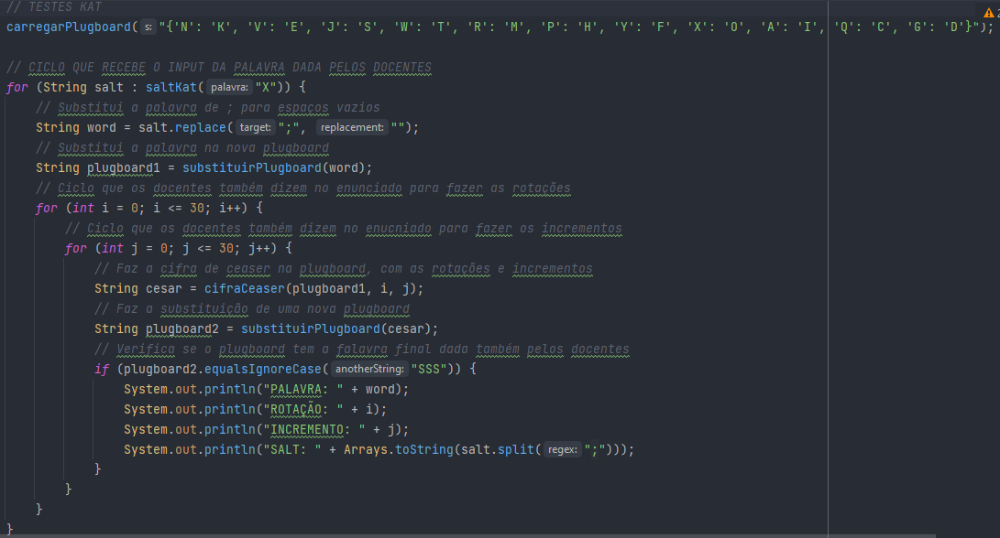 // TESTES KAT
carregarPlugboard( s: "{'N': 'K', 'V': 'E', 'J': 'S', 'W': 'T', 'R': 'M', 'P': 'H', 'Y': 'F', 'X': 'O', 'A': 'I', 'Q': 'C', 'G': 'D'}");
// CICLO QUE RECEBE O INPUT DA PALAVRA DADA PELOS DOCENTES
for (String salt : saltKat( palavra: "X")) {
// Substitui a palavra de ; para espaços vazios
String word = salt.replace( target: ";", replacement: "");
// Substitui a palavra na nova plugboard
String plugboard1 = substituirPlugboard(word);
// Ciclo que os docentes também dizem no enunciado para fazer as rotações
for (int i = 0; i <= 30; i++) {
// Ciclo que os docentes também dizem no enucniado para fazer os incrementos
for (int j = 0; j <= 30; j++) {
// Faz a cifra de ceaser na plugboard, com as rotações e incrementos
String cesar = cifraCeaser(plugboard1, i, j);
// Faz a substituição de uma nova plugboard
String plugboard2 = substituirPlugboard(cesar);
// Verifica se o plugboard tem a falavra final dada também pelos docentes
if (plugboard2.equalsIgnoreCase( anotherString: "SSS")) {
System.out.println("PALAVRA: " + word);
System.out.println("ROTAÇÃO: " + i);
System.out.println("INCREMENTO: " + j);
System.out.println("SALT: " + Arrays.toString(salt.split( regex: ";")));
}
}
}
}